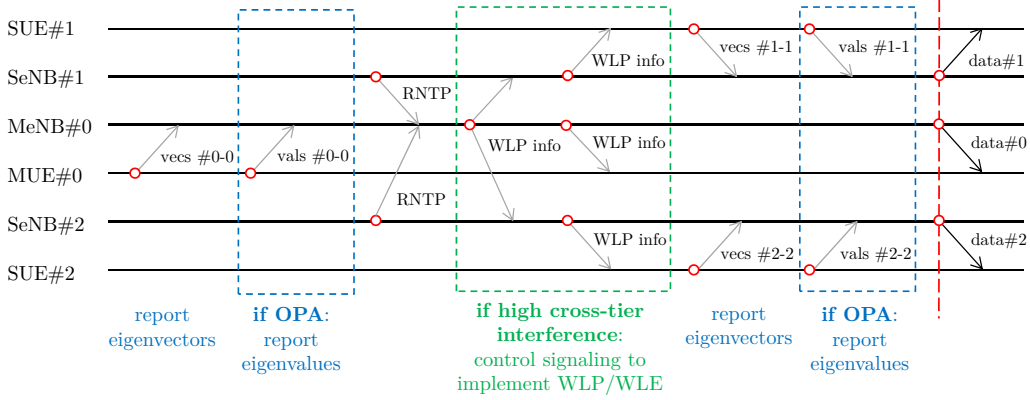 SUE#1
SeNB#1
MeNB#0
MUE#0
SeNB#2
SUE#2
vecs #0-0
vals #0-0
RNTP
RNTP
WLP info
WLP info
WLP info
WLP info
vecs #1-1
vals #1-1
vecs #2-2
vals #2-2
data#1
data#0
data#2
report
eigenvectors
if OPA:
report
eigenvalues
if high cross-tier
interference:
control signaling to
implement WLP/WLE
report
eigenvectors
if OPA:
report
eigenvalues